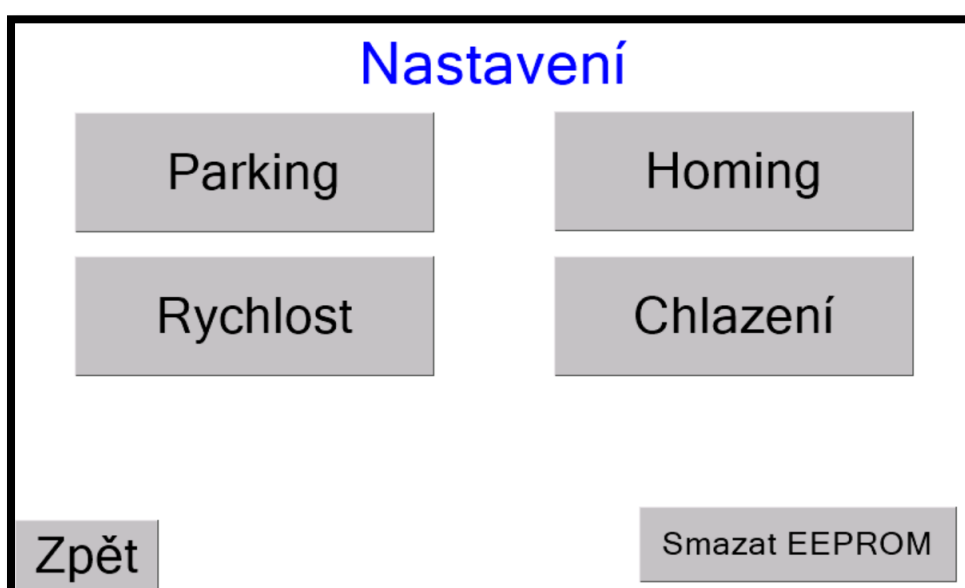 Nastavení
Parking
Homing
Rychlost
Chlazení
Zpět
Smazat EEPROM